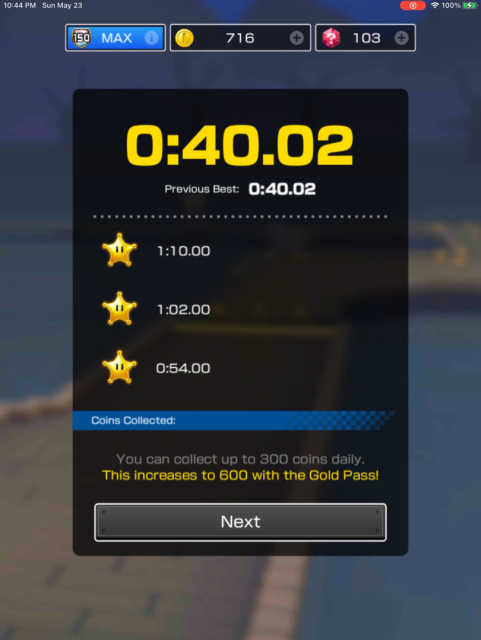 10:44 PM Sun May 23
100%
150 MAX i
716 +
103 +
0:40.02
Previous Best: 0:40.02
1:10.00
1:02.00
0:54.00
Coins Collected:
You can collect up to 300 coins daily.
This increases to 600 with the Gold Pass!
Next